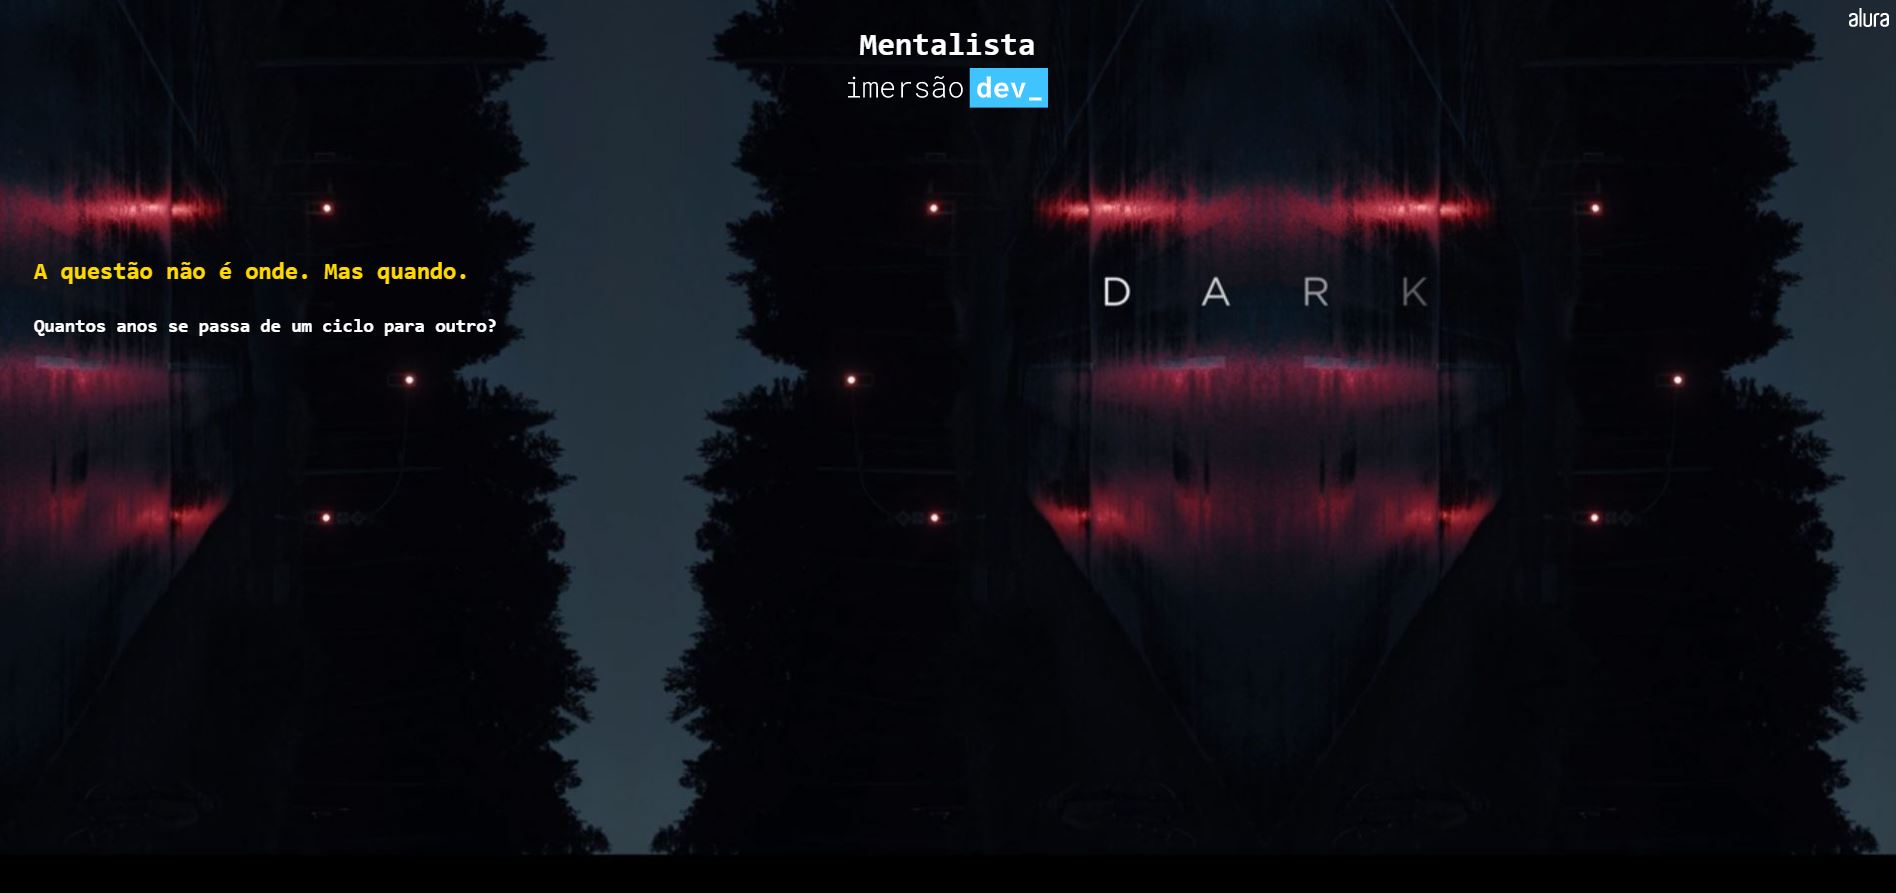 alura
Mentalista
imersão dev_
A questão não é onde. Mas quando.
D A R K
Quantos anos se passa de um ciclo para outro?